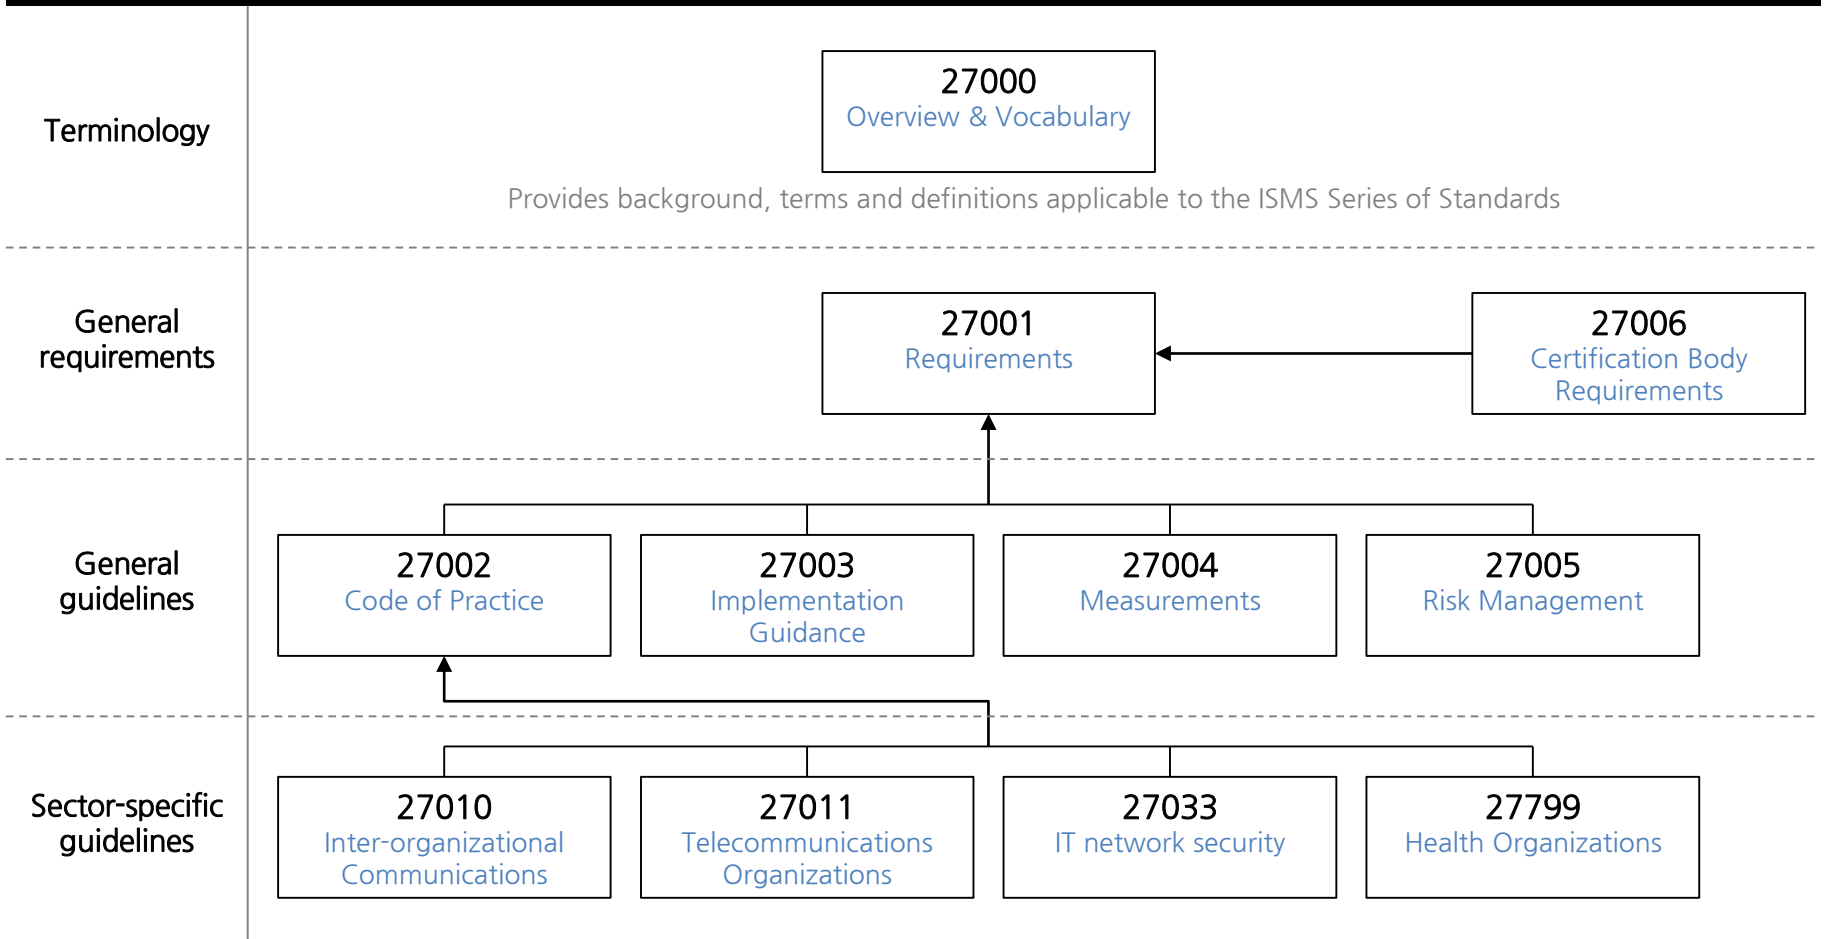 Terminology
27000
Overview & Vocabulary
Provides background, terms and definitions applicable to the ISMS Series of Standards
General
requirements
27001
Requirements
27006
Certification Body
Requirements
General
guidelines
27002
Code of Practice
27003
Implementation
Guidance
27004
Measurements
27005
Risk Management
Sector-specific
guidelines
27010
Inter-organizational
Communications
27011
Telecommunications
Organizations
27033
IT network security
27799
Health Organizations